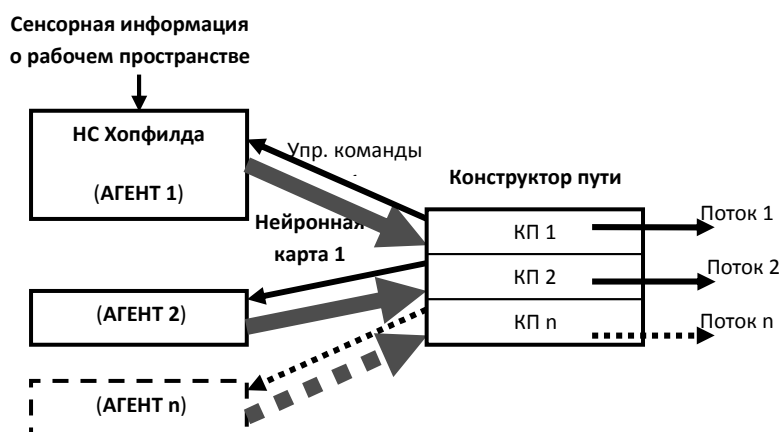 Сенсорная информация
о рабочем пространстве
НС Хопфилда
(АГЕНТ 1)
Упр. команды
Конструктор пути
Нейронная
карта 1
КП 1
Поток 1
КП 2
Поток 2
(АГЕНТ 2)
КП n
Поток n
(АГЕНТ n)